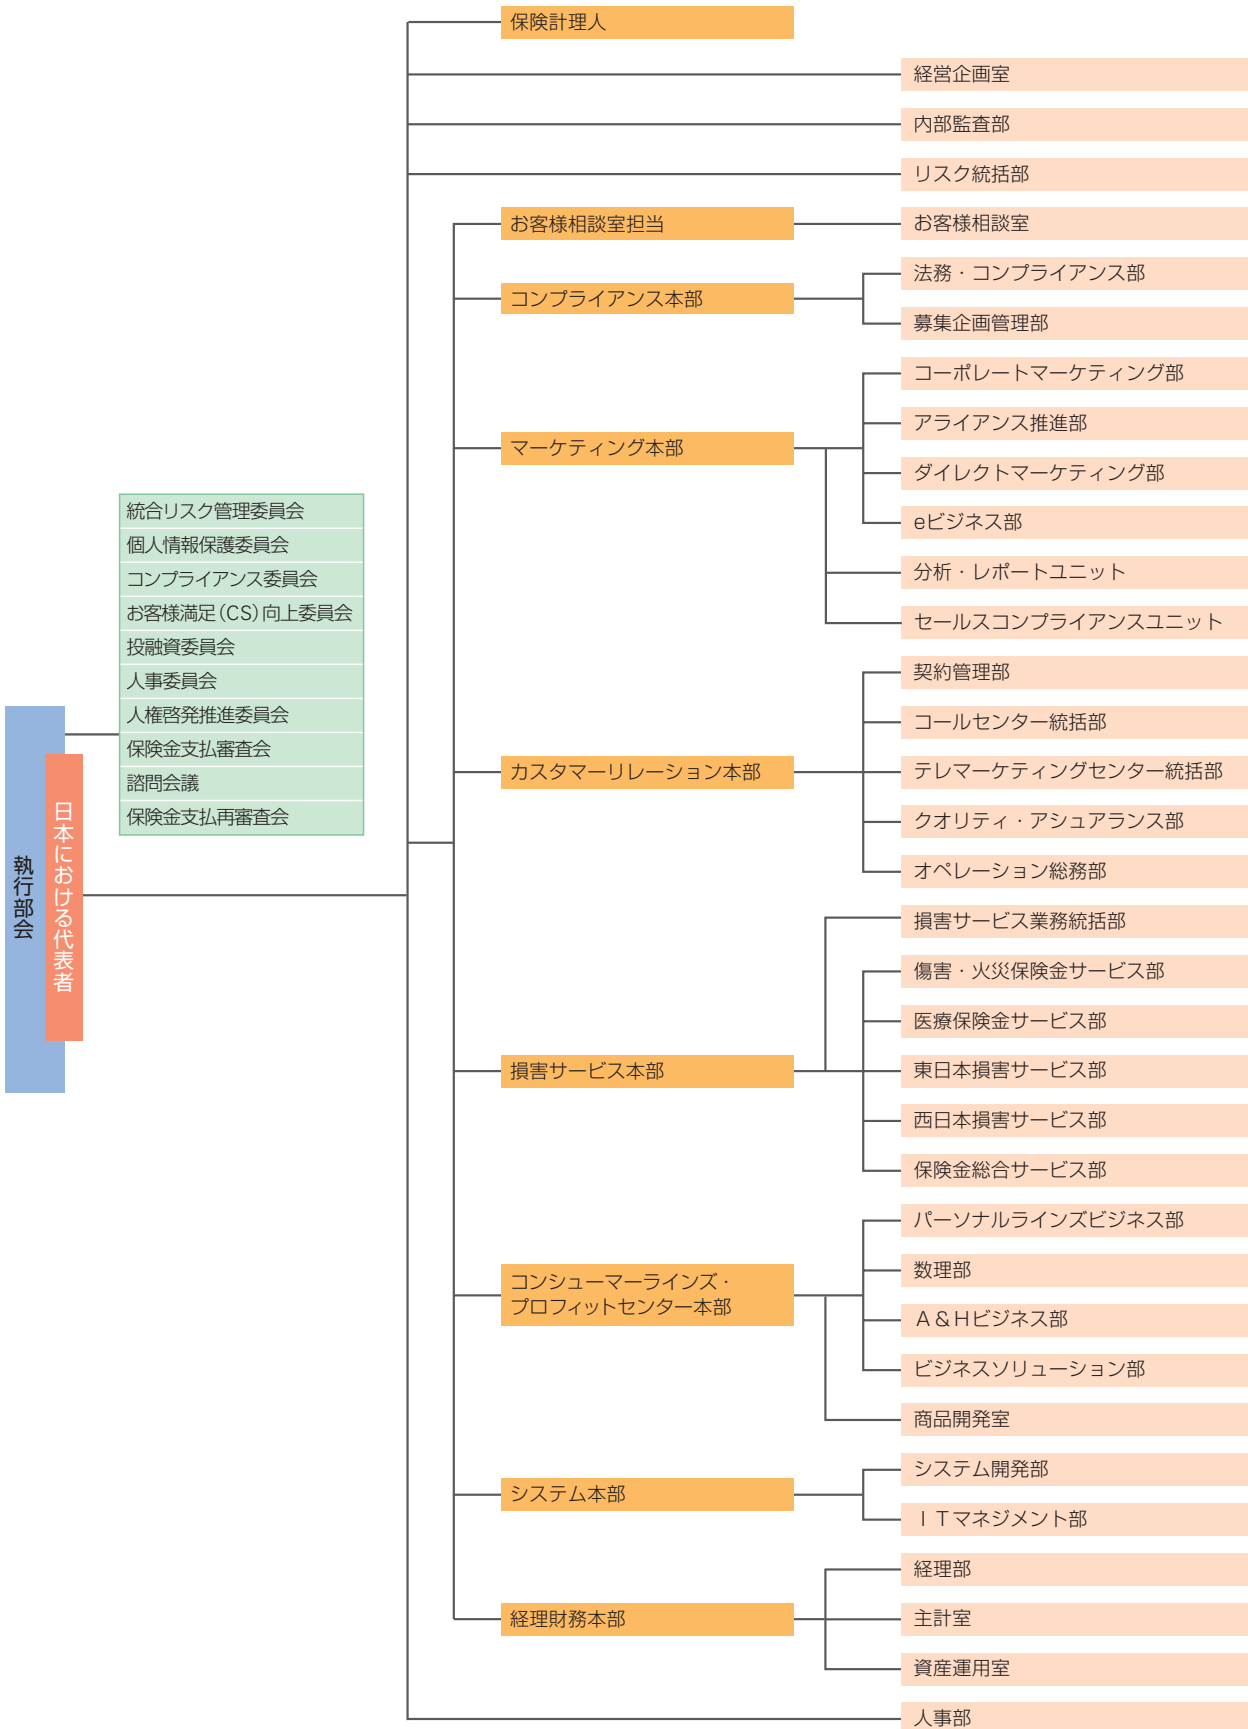 保険計理人
経営企画室
内部監査部
リスク統括部
お客様相談室担当
お客様相談室
コンプライアンス本部
法務・コンプライアンス部
募集企画管理部
マーケティング本部
コーポレートマーケティング部
アライアンス推進部
ダイレクトマーケティング部
eビジネス部
分析・レポートユニット
セールスコンプライアンスユニット
統合リスク管理委員会
個人情報保護委員会
コンプライアンス委員会
お客様満足(CS)向上委員会
投融資委員会
人事委員会
人権啓発推進委員会
保険金支払審査会
諮問会議
保険金支払再審査会
執行部会
日本における代表者
カスタマーリレーション本部
契約管理部
コールセンター統括部
テレマーケティングセンター統括部
クオリティ・アシュアランス部
オペレーション総務部
損害サービス本部
損害サービス業務統括部
傷害・火災保険金サービス部
医療保険金サービス部
東日本損害サービス部
西日本損害サービス部
保険金総合サービス部
コンシューマーラインズ・
プロフィットセンター本部
パーソナルラインズビジネス部
数理部
A&Hビジネス部
ビジネスソリューション部
商品開発室
システム本部
システム開発部
ITマネジメント部
経理財務本部
経理部
主計室
資産運用室
人事部